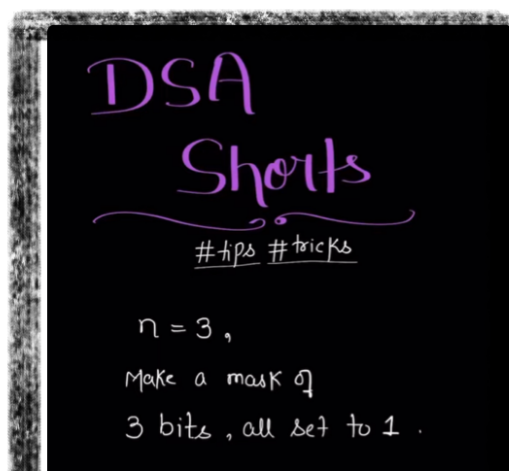 DSA
Shorts
#tips #tricks
n = 3,
Make a mask of
3 bits, all set to 1.